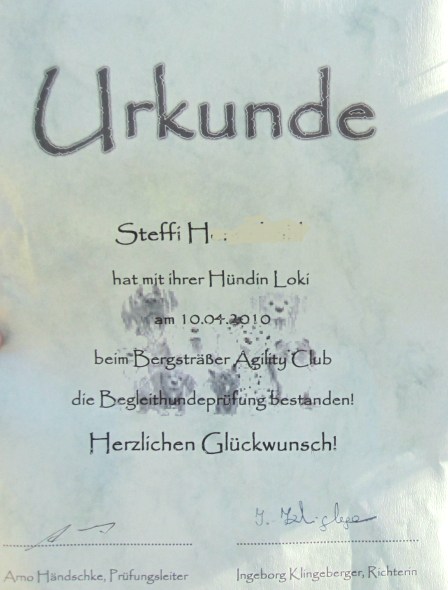 Urkunde
Steffi H
hat mit ihrer Hündin Loki
am 10.04.2010
beim Bergsträßer Agility Club
die Begleithundeprüfung bestanden!
Herzlichen Glückwunsch!
Arno Händschke, Prüfungsleiter
Ingeborg Klingeberger, Richterin